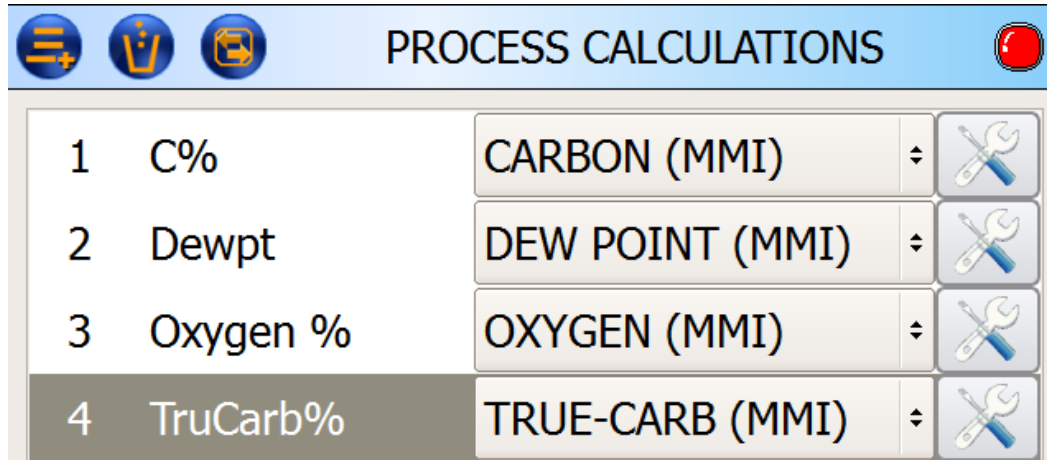 PROCESS CALCULATIONS
1 C% CARBON (MMI)
2 Dewpt DEW POINT (MMI)
3 Oxygen % OXYGEN (MMI)
4 TruCarb% TRUE-CARB (MMI)